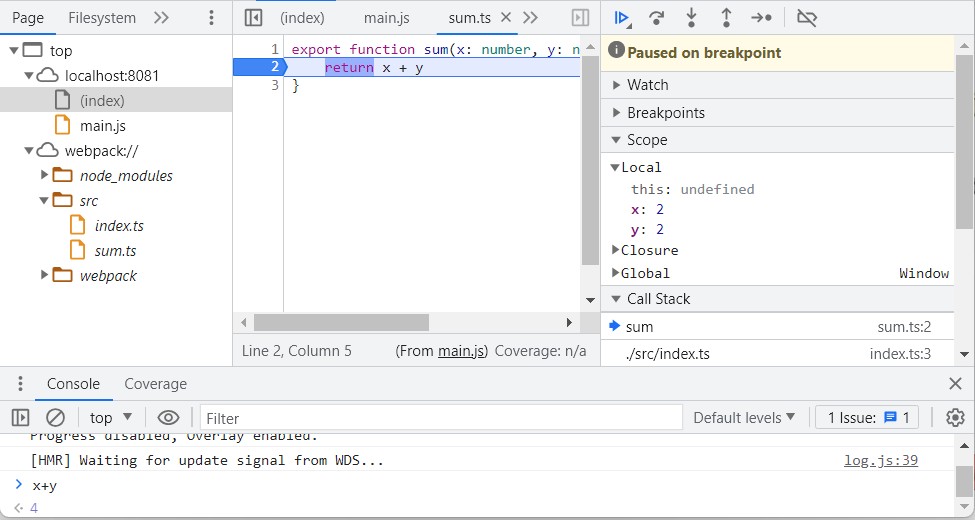 Page Filesystem
top
localhost:8081
(index)
main.js
webpack://
node_modules
src
index.ts
sum.ts
webpack
(index) main.js sum.ts
1 export function sum(x: number, y: n
2 return x + y
3 }
Line 2, Column 5 (From main.js) Coverage: n/a
Paused on breakpoint
Watch
Breakpoints
Scope
Local
this: undefined
x: 2
y: 2
Closure
Global Window
Call Stack
sum sum.ts:2
./src/index.ts index.ts:3
Console Coverage
top Filter Default levels 1 Issue: 1
Progress disabled, Overlay enabled.
[HMR] Waiting for update signal from WDS... log.js:39
x+y
4